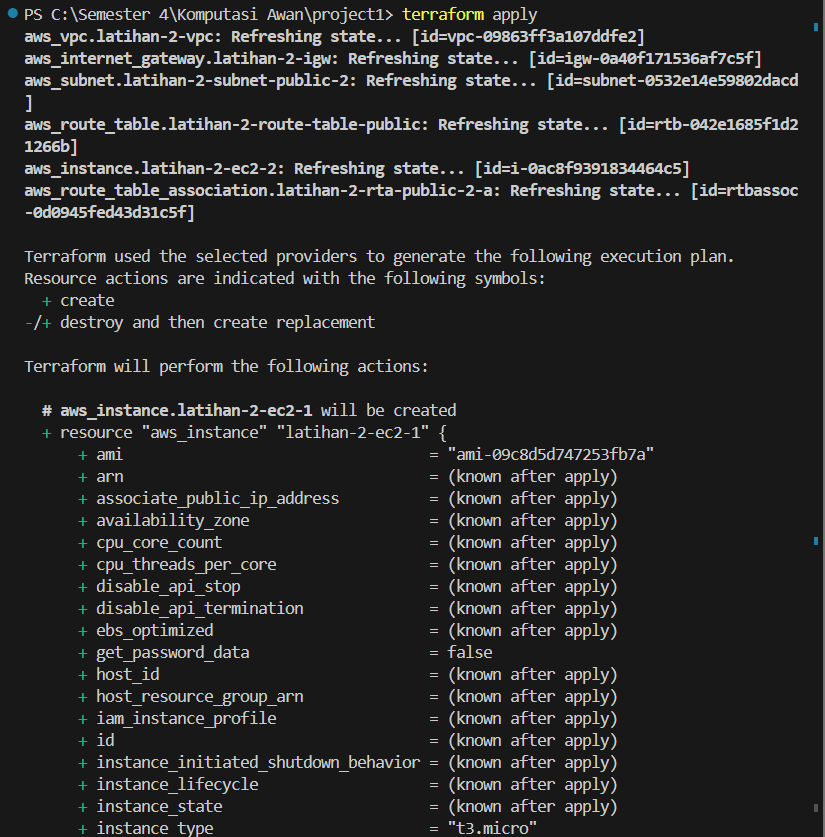 PS C:\Semester 4\Komputasi Awan\project1> terraform apply
aws_vpc.latihan-2-vpc: Refreshing state... [id=vpc-09863ff3a107ddfe2]
aws_internet_gateway.latihan-2-igw: Refreshing state... [id=igw-0a40f171536af7c5f]
aws_subnet.latihan-2-subnet-public-2: Refreshing state... [id=subnet-0532e14e59802dacd
]
aws_route_table.latihan-2-route-table-public: Refreshing state... [id=rtb-042e1685f1d2
1266b]
aws_instance.latihan-2-ec2-2: Refreshing state... [id=i-0ac8f9391834464c5]
aws_route_table_association.latihan-2-rta-public-2-a: Refreshing state... [id=rtbassoc
-0d0945fed43d31c5f]

Terraform used the selected providers to generate the following execution plan.
Resource actions are indicated with the following symbols:
  + create
-/+ destroy and then create replacement

Terraform will perform the following actions:

  # aws_instance.latihan-2-ec2-1 will be created
  + resource "aws_instance" "latihan-2-ec2-1" {
      + ami                                  = "ami-09c8d5d747253fb7a"
      + arn                                  = (known after apply)
      + associate_public_ip_address          = (known after apply)
      + availability_zone                    = (known after apply)
      + cpu_core_count                       = (known after apply)
      + cpu_threads_per_core                 = (known after apply)
      + disable_api_stop                     = (known after apply)
      + disable_api_termination              = (known after apply)
      + ebs_optimized                        = (known after apply)
      + get_password_data                    = false
      + host_id                              = (known after apply)
      + host_resource_group_arn              = (known after apply)
      + iam_instance_profile                 = (known after apply)
      + id                                   = (known after apply)
      + instance_initiated_shutdown_behavior = (known after apply)
      + instance_lifecycle                   = (known after apply)
      + instance_state                       = (known after apply)
      + instance_type                        = "t3.micro"